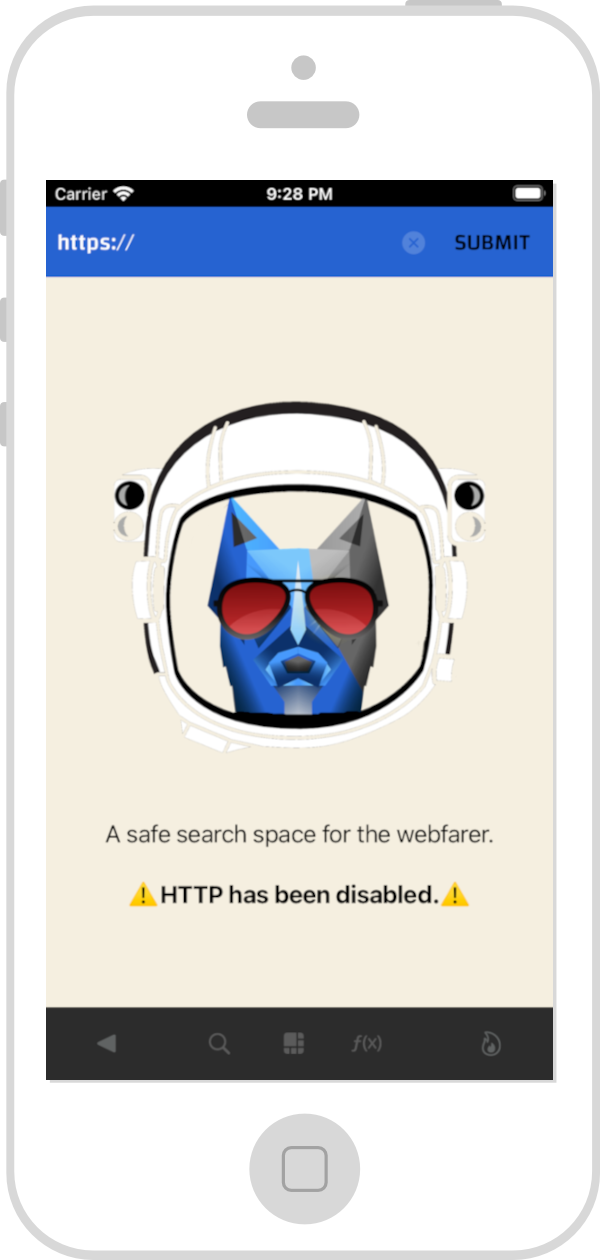 Carrier 9:28 PM
https:// SUBMIT
A safe search space for the webfarer.
⚠️HTTP has been disabled.⚠️
f(x)